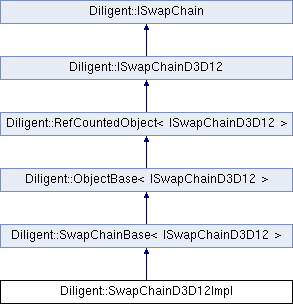 Diligent::ISwapChain
Diligent::ISwapChainD3D12
Diligent::RefCountedObject< ISwapChainD3D12 >
Diligent::ObjectBase< ISwapChainD3D12 >
Diligent::SwapChainBase< ISwapChainD3D12 >
Diligent::SwapChainD3D12Impl